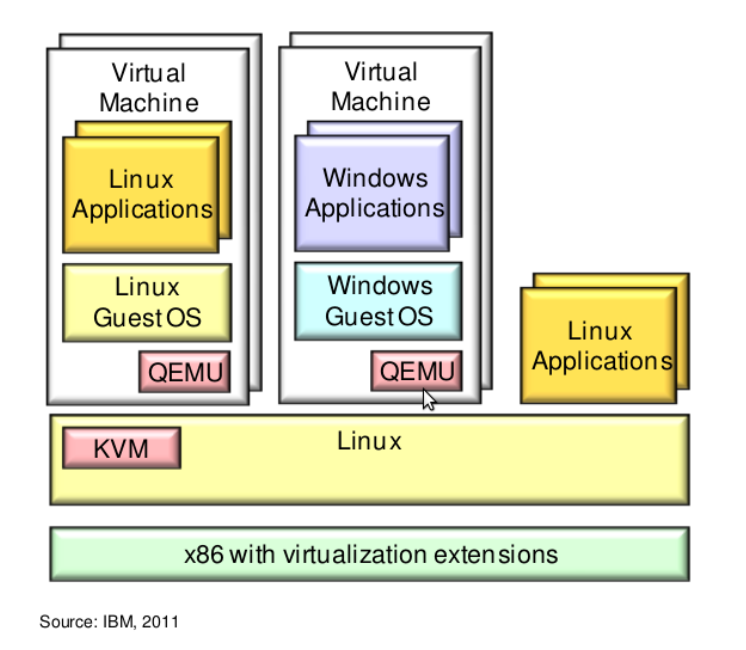 Virtual
Machine
Linux
Applications
Linux
Guest OS
QEMU
Virtual
Machine
Windows
Applications
Windows
Guest OS
QEMU
Linux
Applications
KVM
Linux
x86 with virtualization extensions
Source: IBM, 2011